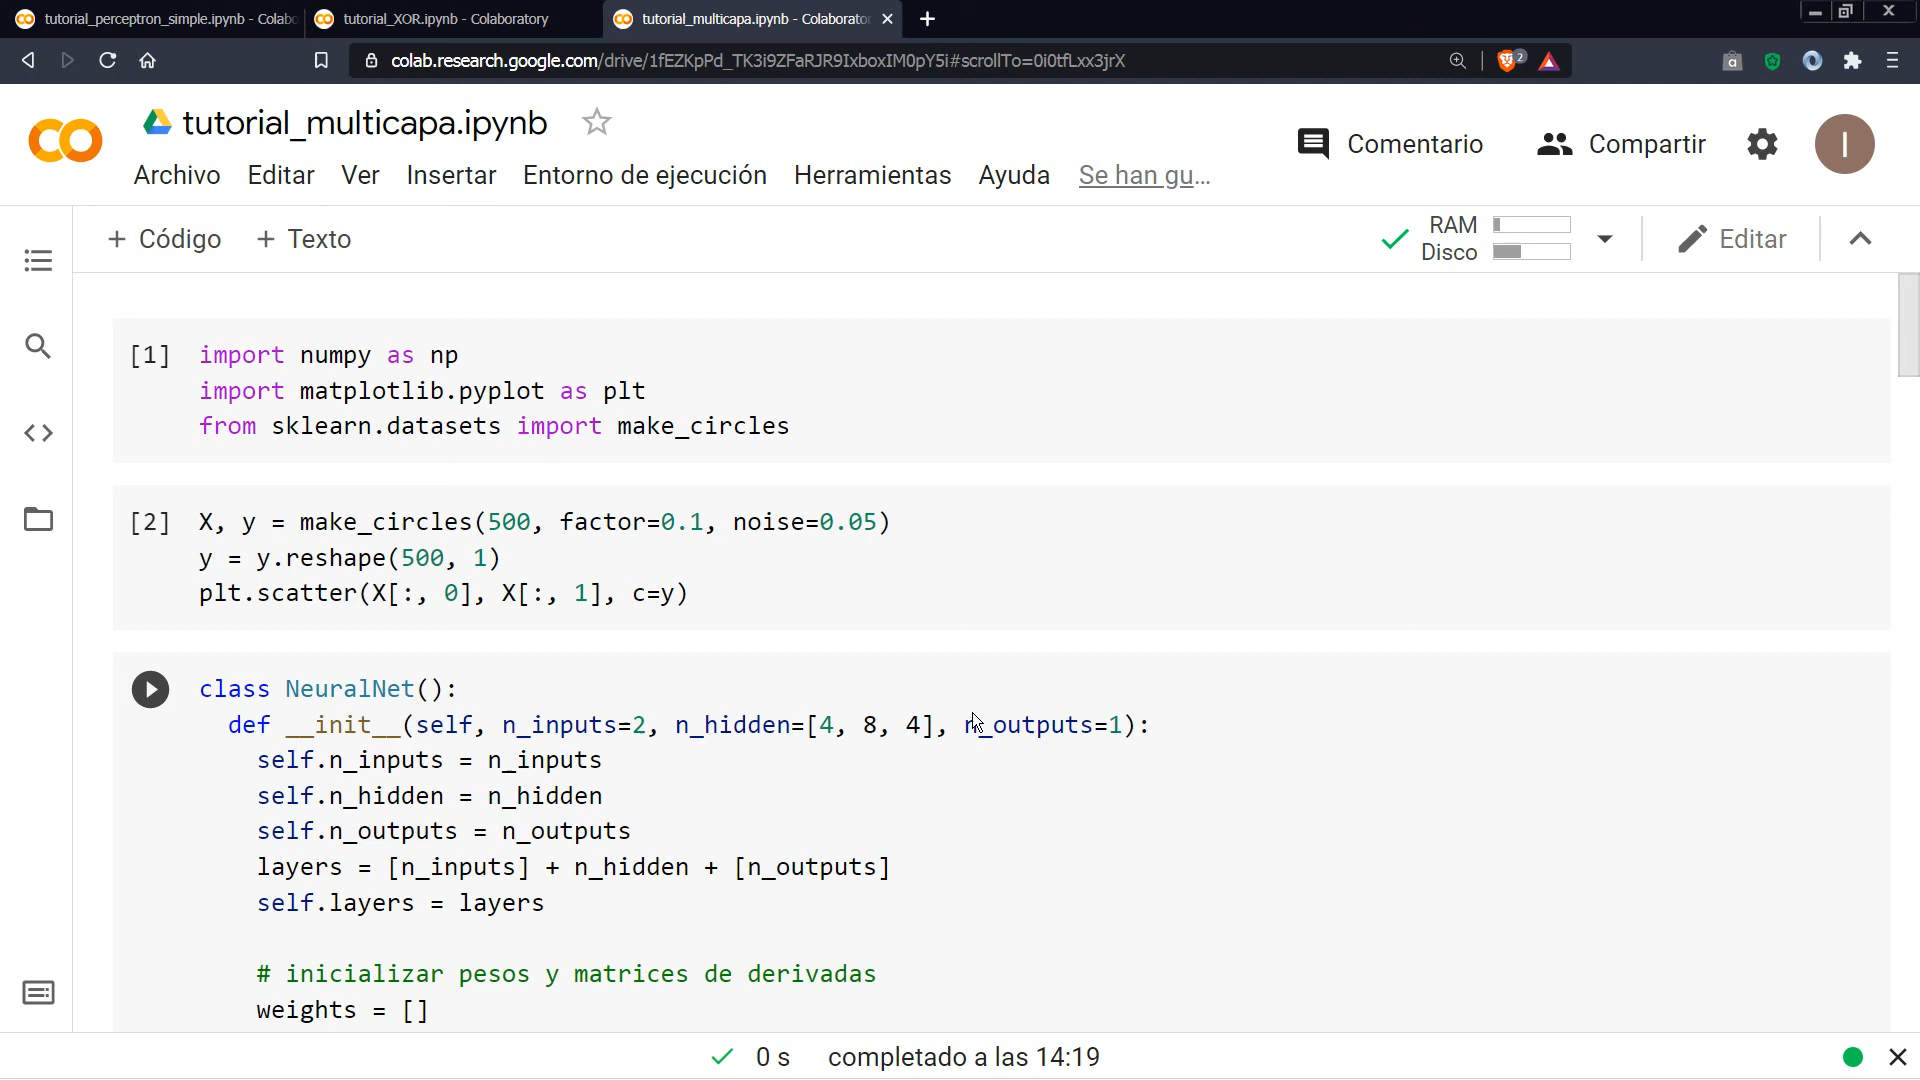 tutorial_perceptron_simple.ipynb - Colabo
tutorial_XOR.ipynb - Colaboratory
tutorial_multicapa.ipynb - Colaborator
colab.research.google.com/drive/1fEZKpPd_TK3i9ZFaRJR9IxboxIM0pY5i#scrollTo=0i0tfLxx3jrX
2
a
tutorial_multicapa.ipynb
Comentario
Compartir
I
Archivo Editar Ver Insertar Entorno de ejecución Herramientas Ayuda Se han gu...
+ Código + Texto
RAM
Disco
Editar
[1] import numpy as np
import matplotlib.pyplot as plt
from sklearn.datasets import make_circles
[2] X, y = make_circles(500, factor=0.1, noise=0.05)
y = y.reshape(500, 1)
plt.scatter(X[:, 0], X[:, 1], c=y)
class NeuralNet():
def __init__(self, n_inputs=2, n_hidden=[4, 8, 4], n_outputs=1):
self.n_inputs = n_inputs
self.n_hidden = n_hidden
self.n_outputs = n_outputs
layers = [n_inputs] + n_hidden + [n_outputs]
self.layers = layers
# inicializar pesos y matrices de derivadas
weights = []
0 s completado a las 14:19